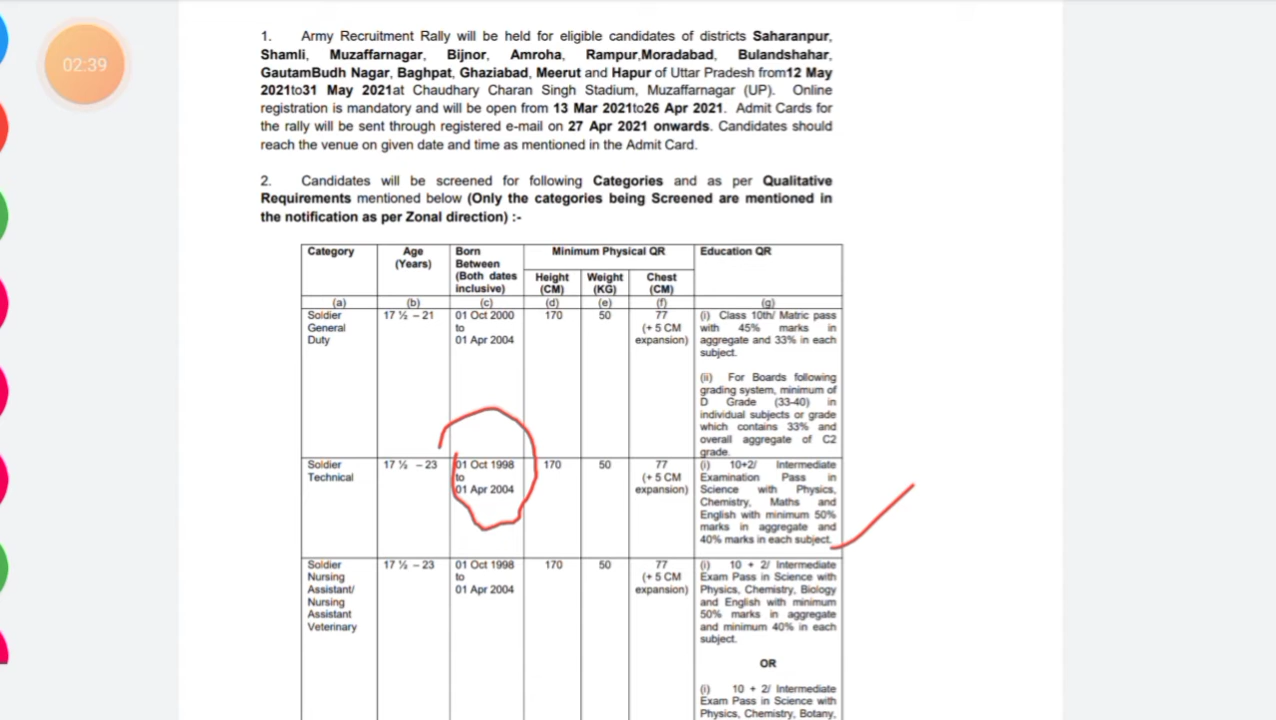 02:39
1. Army Recruitment Rally will be held for eligible candidates of districts Saharanpur,
Shamli, Muzaffarnagar, Bijnor, Amroha, Rampur,Moradabad, Bulandshahar,
GautamBudh Nagar, Baghpat, Ghaziabad, Meerut and Hapur of Uttar Pradesh from12 May
2021to31 May 2021at Chaudhary Charan Singh Stadium, Muzaffarnagar (UP). Online
registration is mandatory and will be open from 13 Mar 2021to26 Apr 2021. Admit Cards for
the rally will be sent through registered e-mail on 27 Apr 2021 onwards. Candidates should
reach the venue on given date and time as mentioned in the Admit Card.
2. Candidates will be screened for following Categories and as per Qualitative
Requirements mentioned below (Only the categories being Screened are mentioned in
the notification as per Zonal direction) :-
Category
Age
(Years)
Born
Between
(Both dates
inclusive)
Minimum Physical QR
Education QR
Height
(CM)
Weight
(KG)
Chest
(CM)
(a)
(b)
(c)
(d)
(e)
(f)
(g)
Soldier
General
Duty
17 ½ – 21
01 Oct 2000
to
01 Apr 2004
170
50
77
(+ 5 CM
expansion)
(i) Class 10th/ Matric pass
with 45% marks in
aggregate and 33% in each
subject.
(ii) For Boards following
grading system, minimum of
D Grade (33-40) in
individual subjects or grade
which contains 33% and
overall aggregate of C2
grade.
Soldier
Technical
17 ½ – 23
01 Oct 1998
to
01 Apr 2004
170
50
77
(+ 5 CM
expansion)
(i) 10+2/ Intermediate
Examination Pass in
Science with Physics,
Chemistry, Maths and
English with minimum 50%
marks in aggregate and
40% marks in each subject.
Soldier
Nursing
Assistant/
Nursing
Assistant
Veterinary
17 ½ – 23
01 Oct 1998
to
01 Apr 2004
170
50
77
(+ 5 CM
expansion)
(i) 10 + 2/ Intermediate
Exam Pass in Science with
Physics, Chemistry, Biology
and English with minimum
50% marks in aggregate
and minimum 40% in each
subject.
OR
(i) 10 + 2/ Intermediate
Exam Pass in Science with
Physics, Chemistry, Botany,